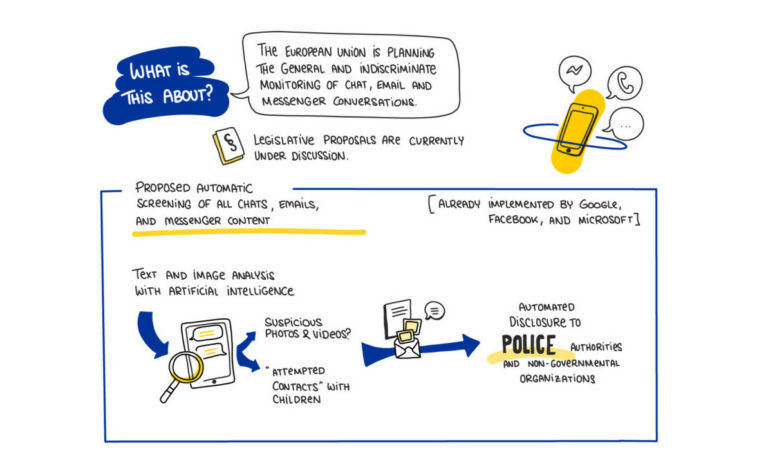 WHAT IS
THIS ABOUT?
THE EUROPEAN UNION IS PLANNING
THE GENERAL AND INDISCRIMINATE
MONITORING OF CHAT, EMAIL AND
MESSENGER CONVERSATIONS.
§
LEGISLATIVE PROPOSALS ARE CURRENTLY
UNDER DISCUSSION.
PROPOSED AUTOMATIC
SCREENING OF ALL CHATS, EMAILS,
AND MESSENGER CONTENT
[ALREADY IMPLEMENTED BY GOOGLE,
FACEBOOK, AND MICROSOFT]
TEXT AND IMAGE ANALYSIS
WITH ARTIFICIAL INTELLIGENCE
SUSPICIOUS
PHOTOS & VIDEOS?
"ATTEMPTED
CONTACTS" WITH
CHILDREN
AUTOMATED
DISCLOSURE TO
POLICE AUTHORITIES
AND NON-GOVERNMENTAL
ORGANIZATIONS